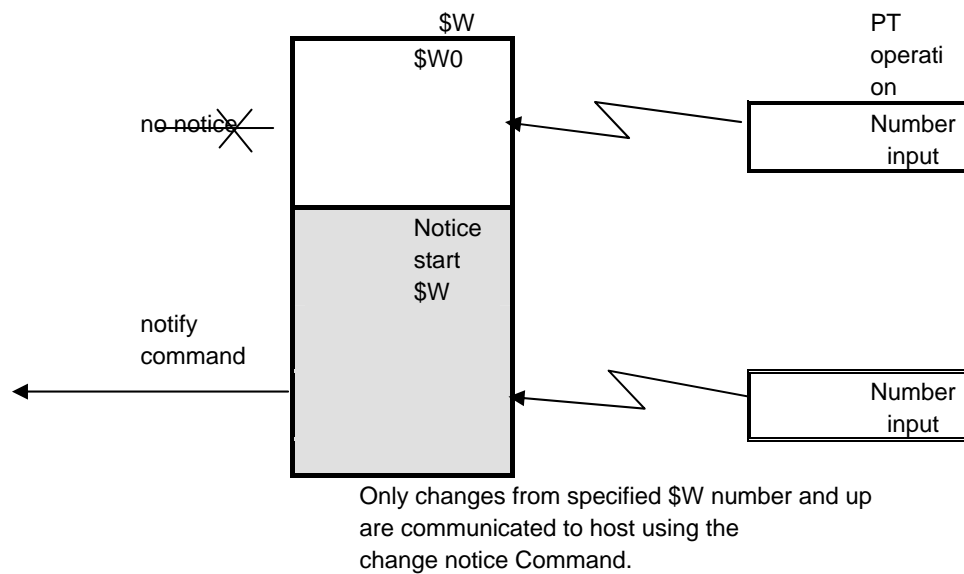 $W
$W0
PT
operati
on
no notice
Number
input
Notice
start
$W
notify
command
Number
input
Only changes from specified $W number and up
are communicated to host using the
change notice Command.